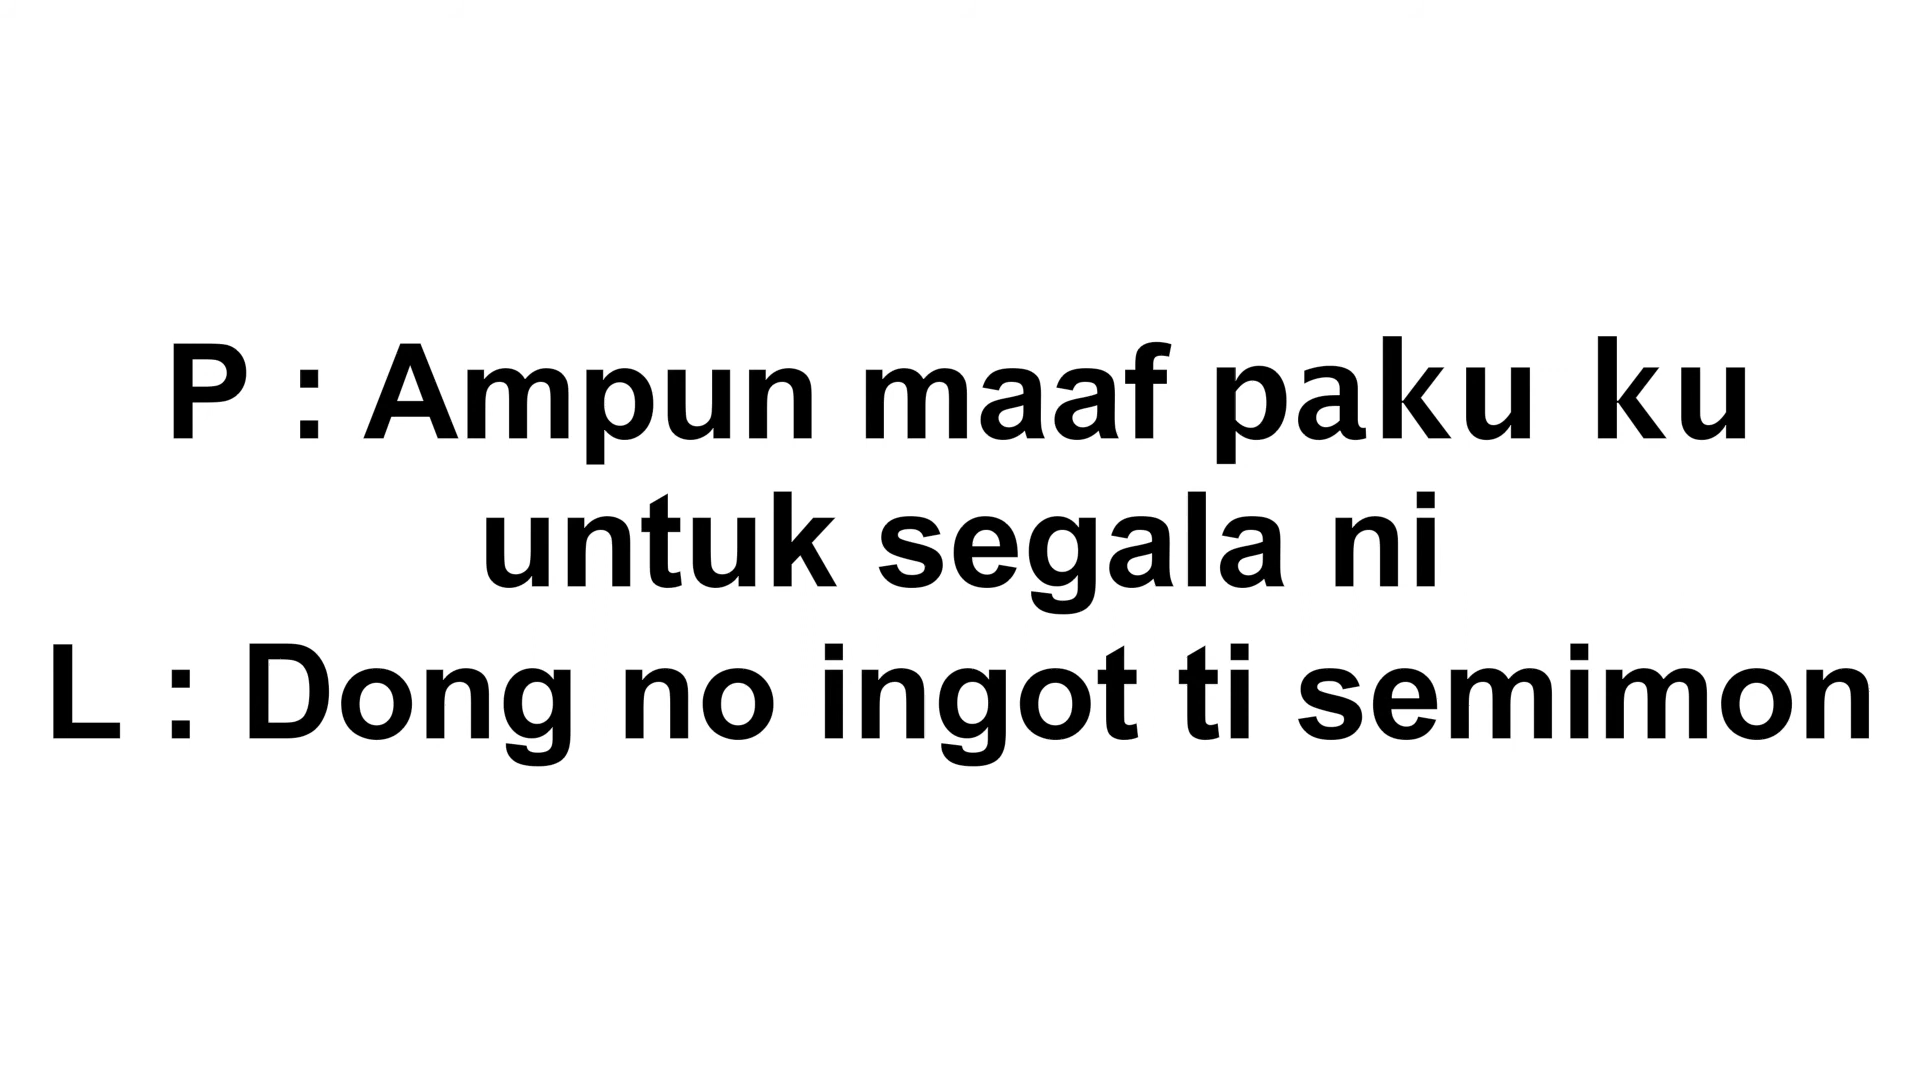 P : Ampun maaf paku ku
untuk segala ni
L : Dong no ingot ti semimon